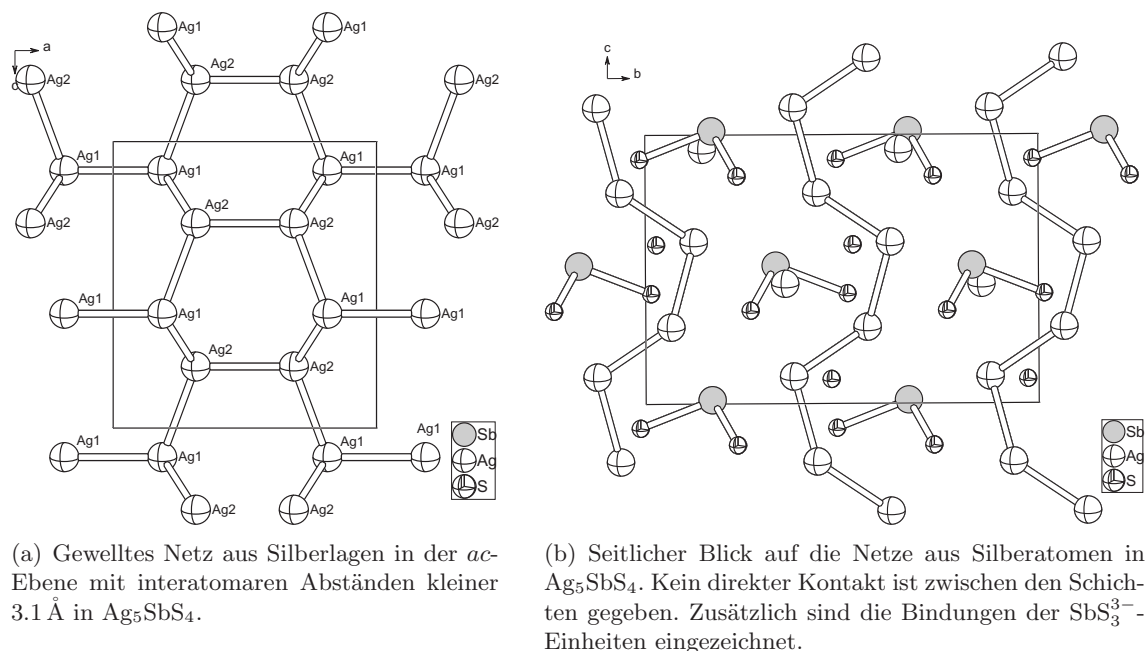 Ag1
Ag1
a
c
Ag2
Ag2
Ag2
Ag2
Ag1
Ag1
Ag1
Ag1
Ag2
Ag2
Ag2
Ag2
Ag1
Ag1
Ag1
Ag1
Ag2
Ag2
Ag1
Ag1
Ag1
Ag1
Ag2
Ag2
Sb
Ag
S
c
b
Sb
Ag
S
(a) Gewelltes Netz aus Silberlagen in der ac-
Ebene mit interatomaren Abständen kleiner
3.1 Å in Ag₅SbS₄.
(b) Seitlicher Blick auf die Netze aus Silberatomen in
Ag₅SbS₄. Kein direkter Kontakt ist zwischen den Schich-
ten gegeben. Zusätzlich sind die Bindungen der SbS₃³⁻-
Einheiten eingezeichnet.